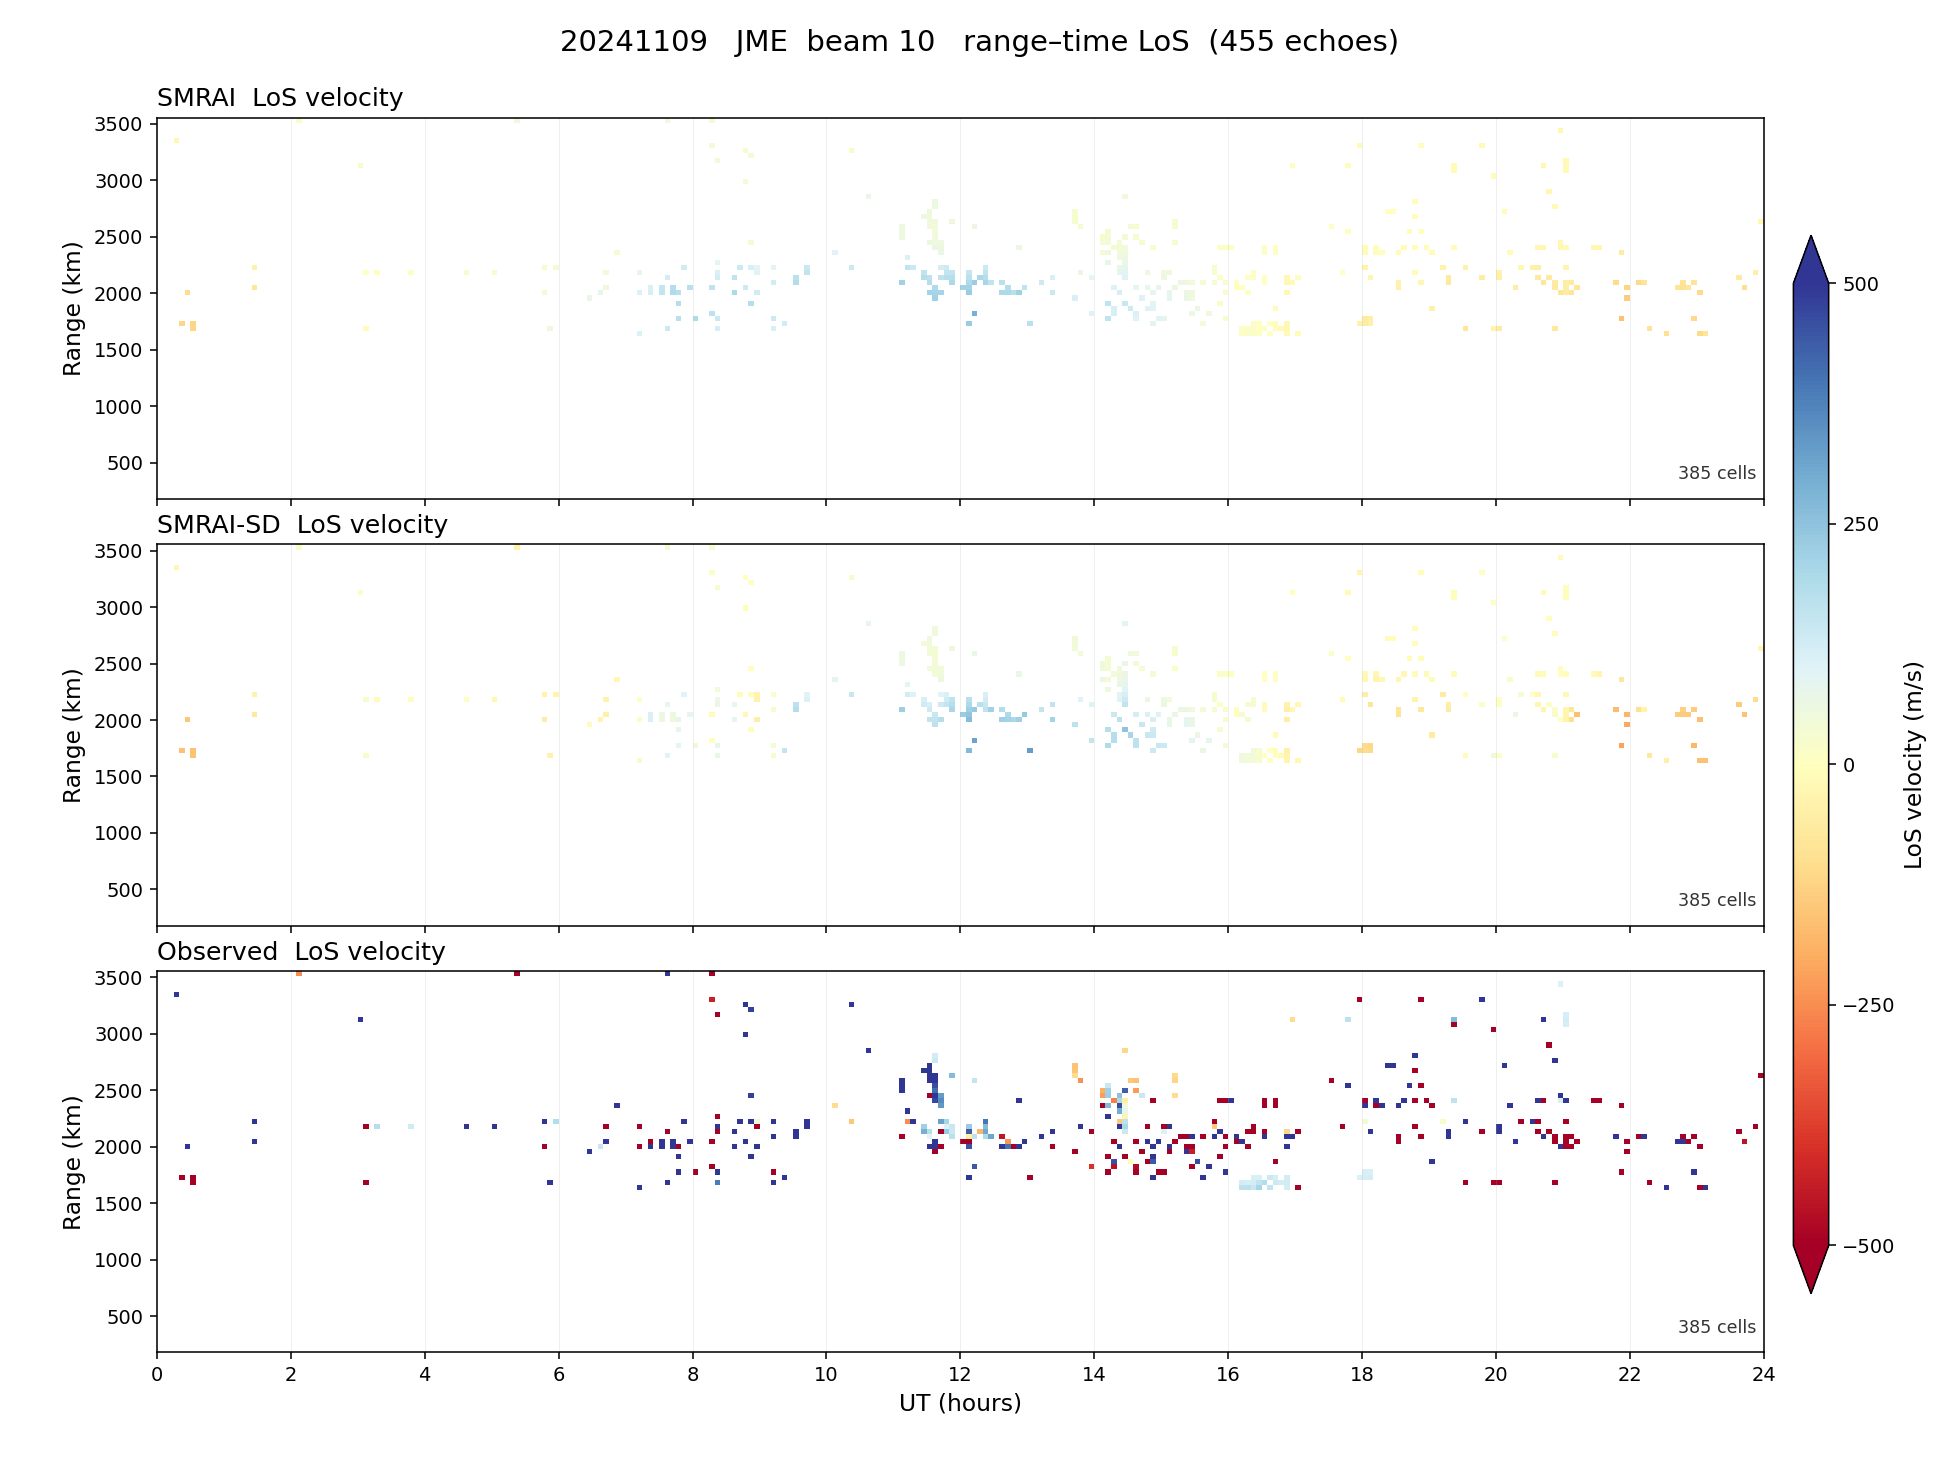 20241109 JME beam 10 range–time LoS (455 echoes)
SMRAI LoS velocity
3500
3000
2500
2000
1500
1000
500
Range (km)
385 cells
SMRAI-SD LoS velocity
3500
3000
2500
2000
1500
1000
500
Range (km)
385 cells
Observed LoS velocity
3500
3000
2500
2000
1500
1000
500
Range (km)
385 cells
0 2 4 6 8 10 12 14 16 18 20 22 24
UT (hours)
500
250
0
−250
−500
LoS velocity (m/s)